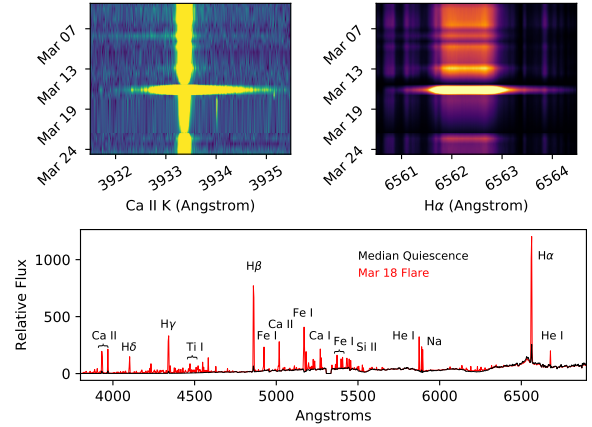 Mar 07
Mar 13
Mar 19
Mar 24
3932
3933
3934
3935
Ca II K (Angstrom)
Mar 07
Mar 13
Mar 19
Mar 24
6561
6562
6563
6564
Hα (Angstrom)
Relative Flux
1000
500
0
Median Quiescence
Mar 18 Flare
Ca II
Hδ
Hγ
Ti I
Hβ
Fe I
Ca II
Fe I
Ca I
Fe I
Si II
He I
Na
Hα
He I
4000
4500
5000
5500
6000
6500
Angstroms